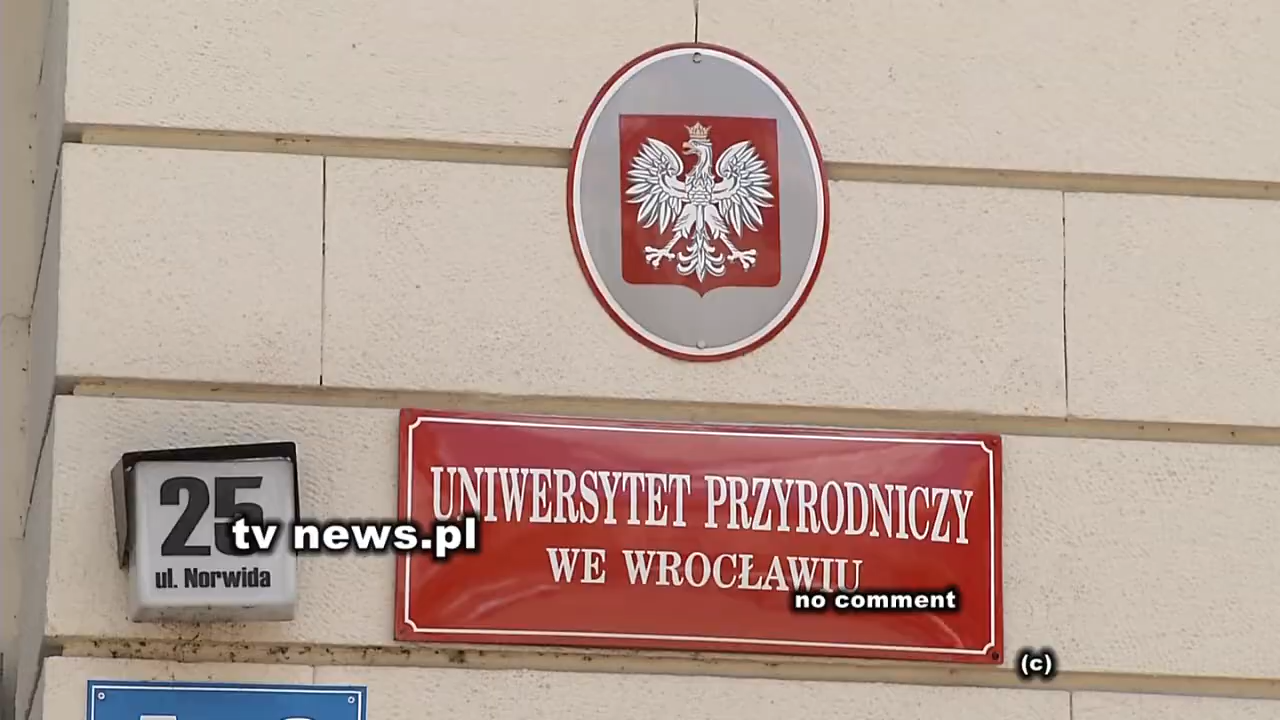 25
ul. Norwida
tv news.pl
UNIWERSYTET PRZYRODNICZY
WE WROCŁAWIU
no comment
(c)